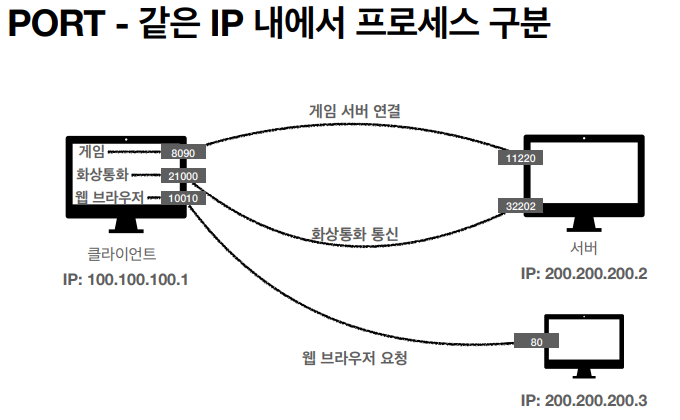 PORT - 같은 IP 내에서 프로세스 구분
게임 서버 연결
게임
8090
11220
화상통화
21000
웹 브라우저
10010
32202
화상통화 통신
클라이언트
서버
IP: 100.100.100.1
IP: 200.200.200.2
80
웹 브라우저 요청
IP: 200.200.200.3